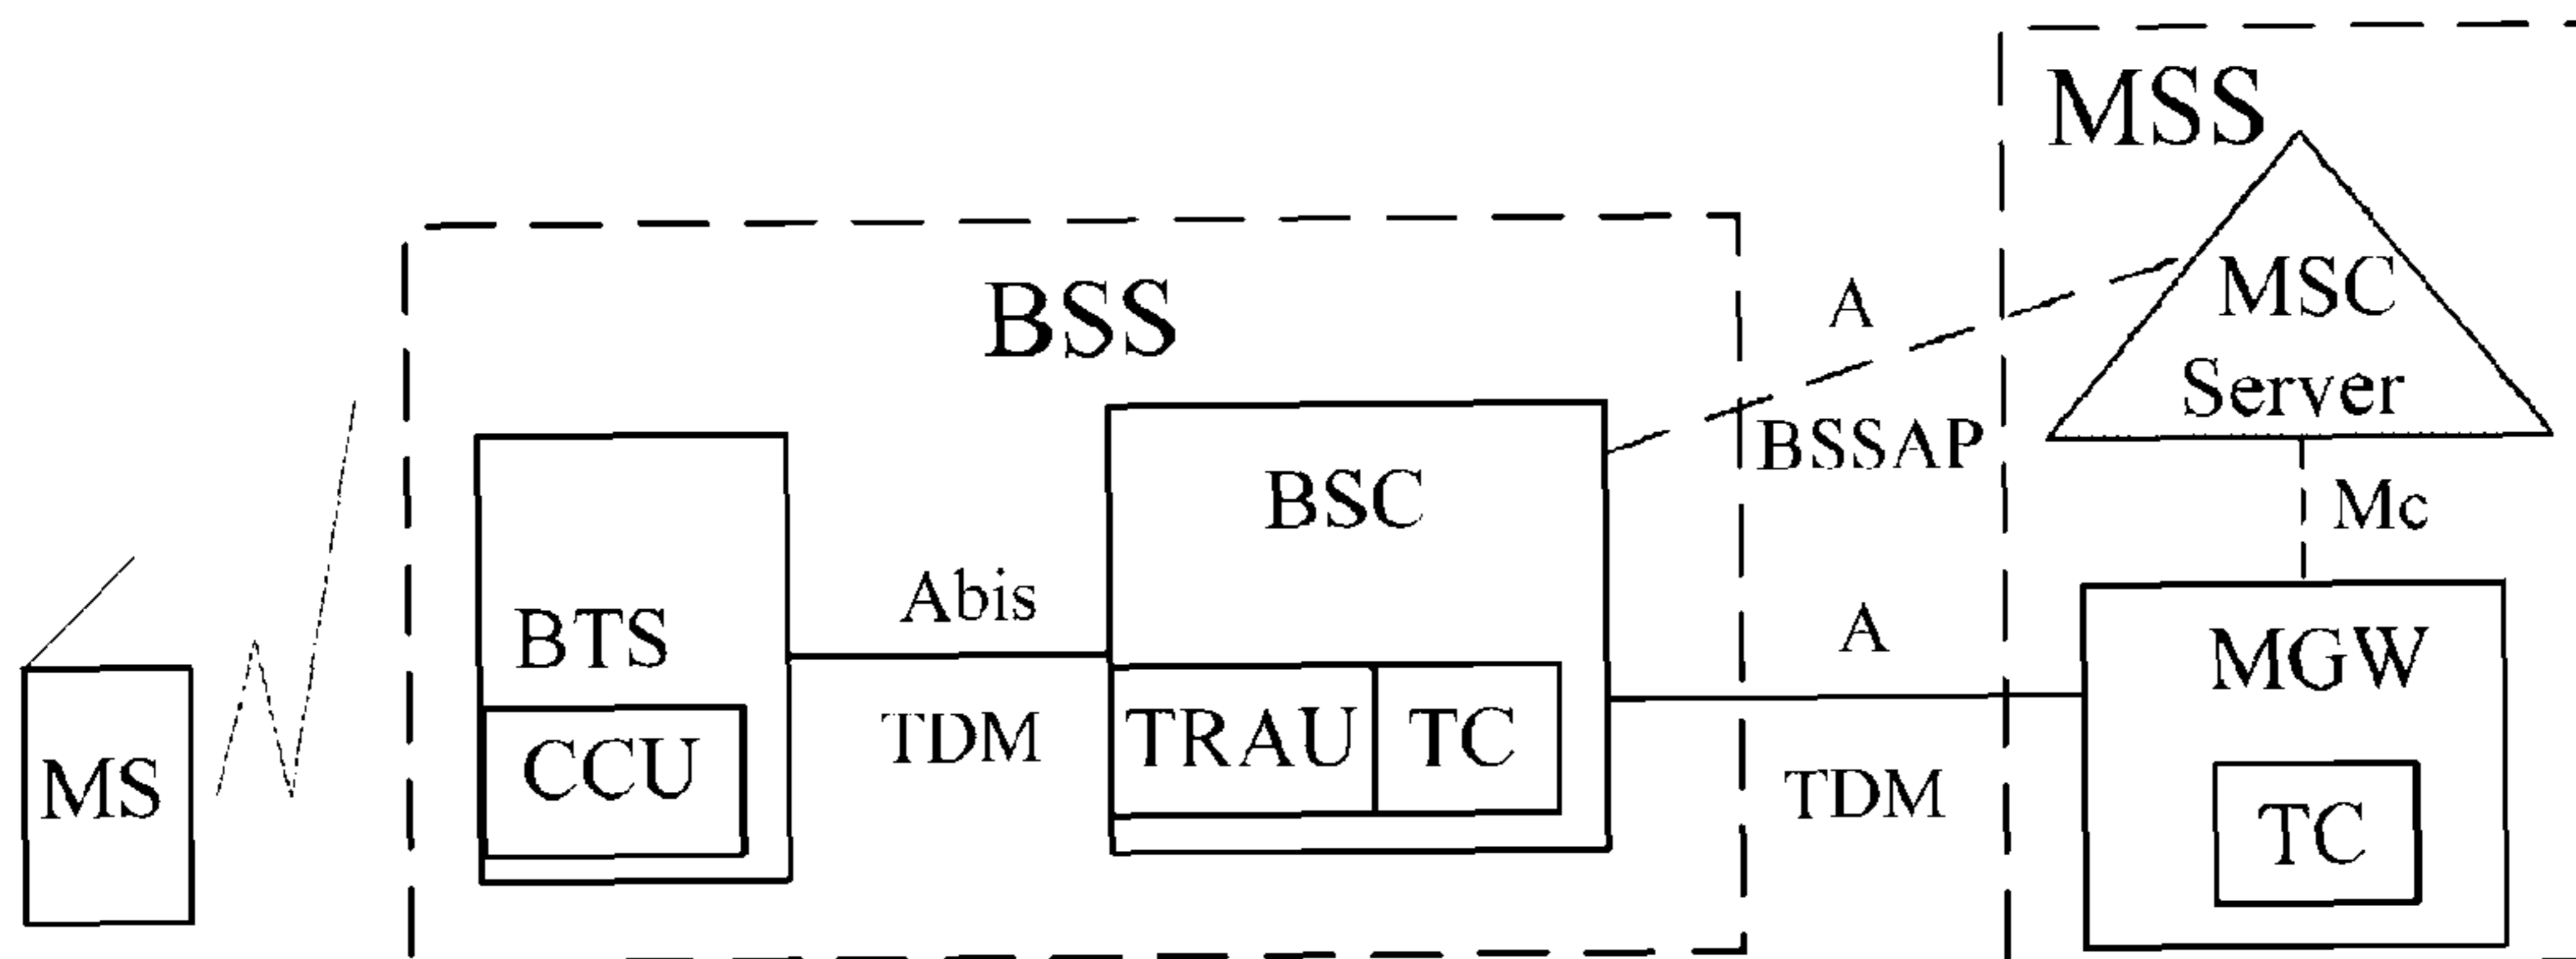 MSS
MSC
Server
BSS
A
BSSAP
Mc
BSC
Abis
TDM
BTS
CCU
TRAU
TC
A
TDM
MGW
TC
MS